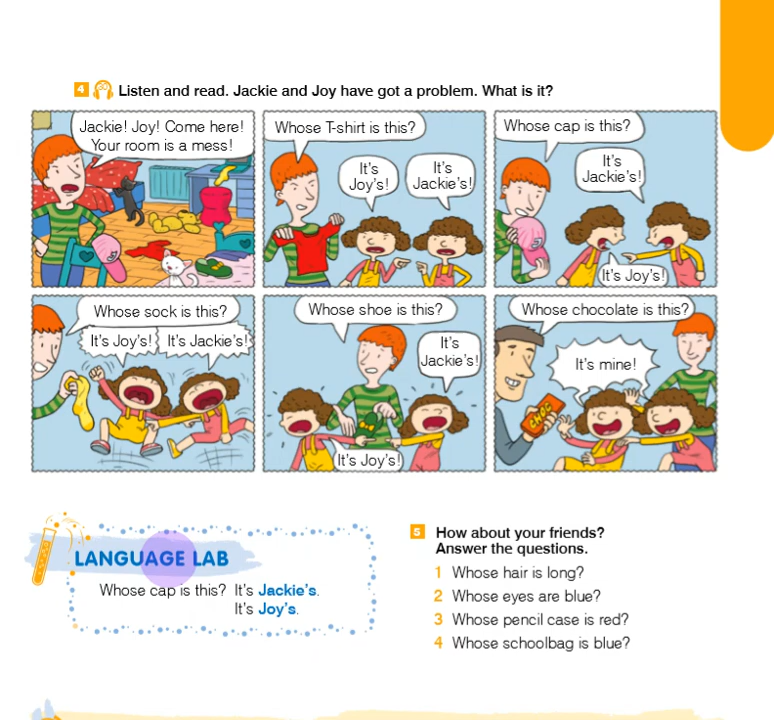 4 Listen and read. Jackie and Joy have got a problem. What is it?
Jackie! Joy! Come here!
Your room is a mess!
Whose T-shirt is this?
It's
Joy's!
It's
Jackie's!
Whose cap is this?
It's
Jackie's!
It's Joy's!
Whose sock is this?
It's Joy's!
It's Jackie's!
Whose shoe is this?
It's
Jackie's!
It's Joy's!
Whose chocolate is this?
It's mine!
CHOC
LANGUAGE LAB
Whose cap is this? It's Jackie's.
It's Joy's.
5 How about your friends?
Answer the questions.
1 Whose hair is long?
2 Whose eyes are blue?
3 Whose pencil case is red?
4 Whose schoolbag is blue?